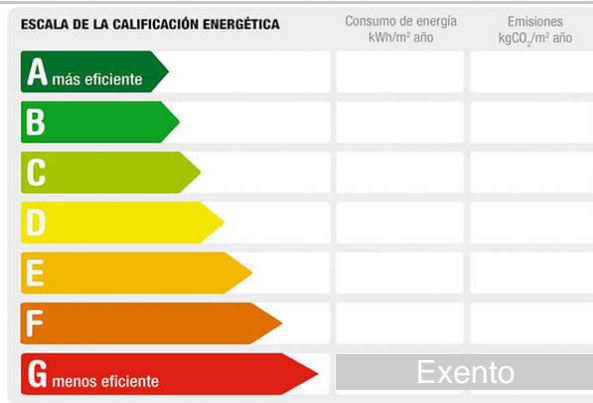 ESCALA DE LA CALIFICACIÓN ENERGÉTICA
Consumo de energía
kWh/m² año
Emisiones
kgCO₂/m² año
A más eficiente
B
C
D
E
F
G menos eficiente
Exento